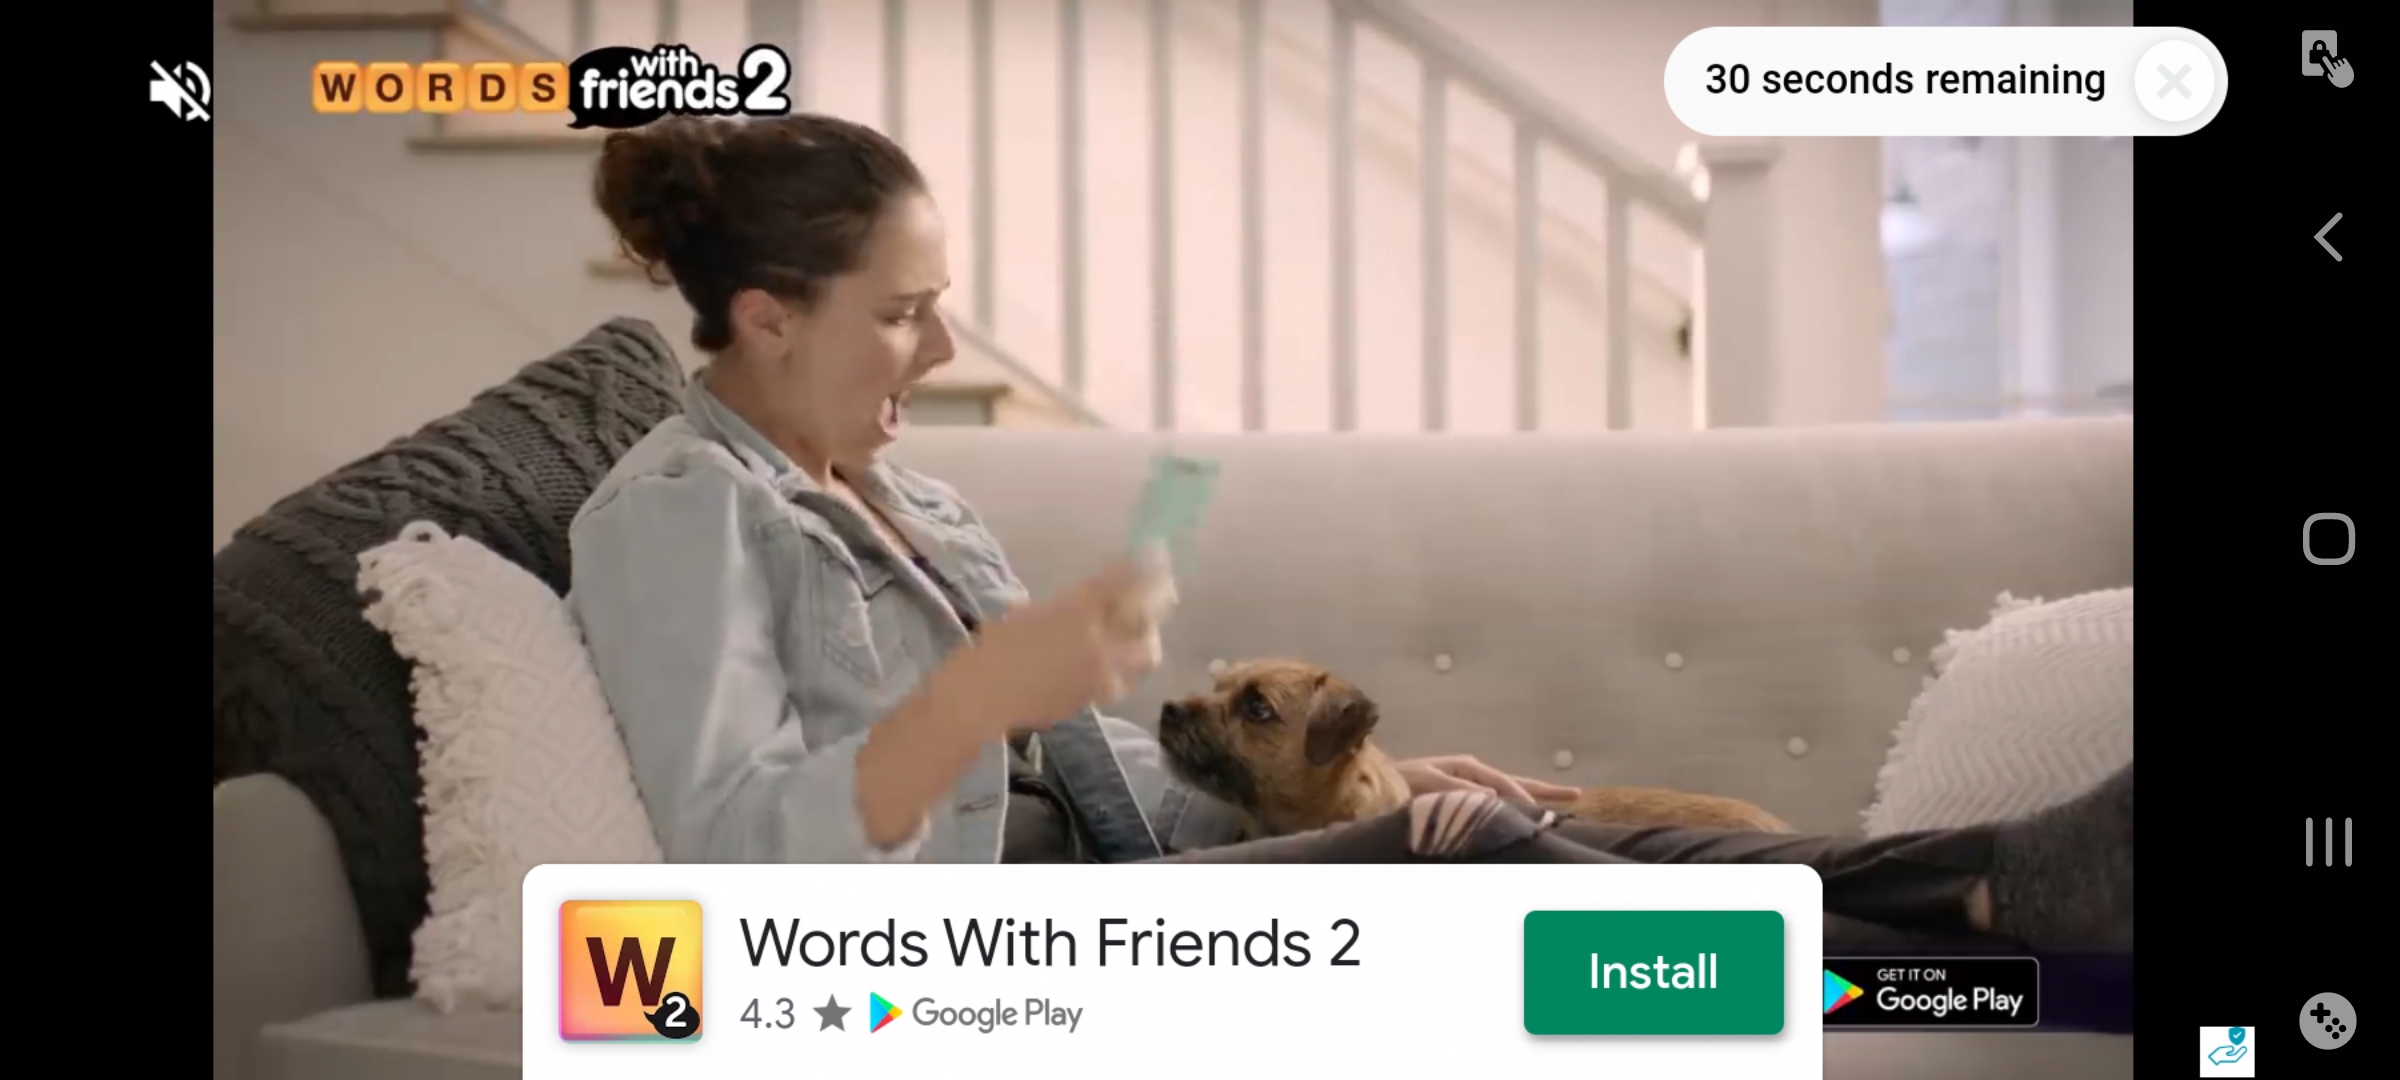 WORDS with friends 2
30 seconds remaining
W2
Words With Friends 2
4.3 ★ Google Play
Install
GET IT ON
Google Play